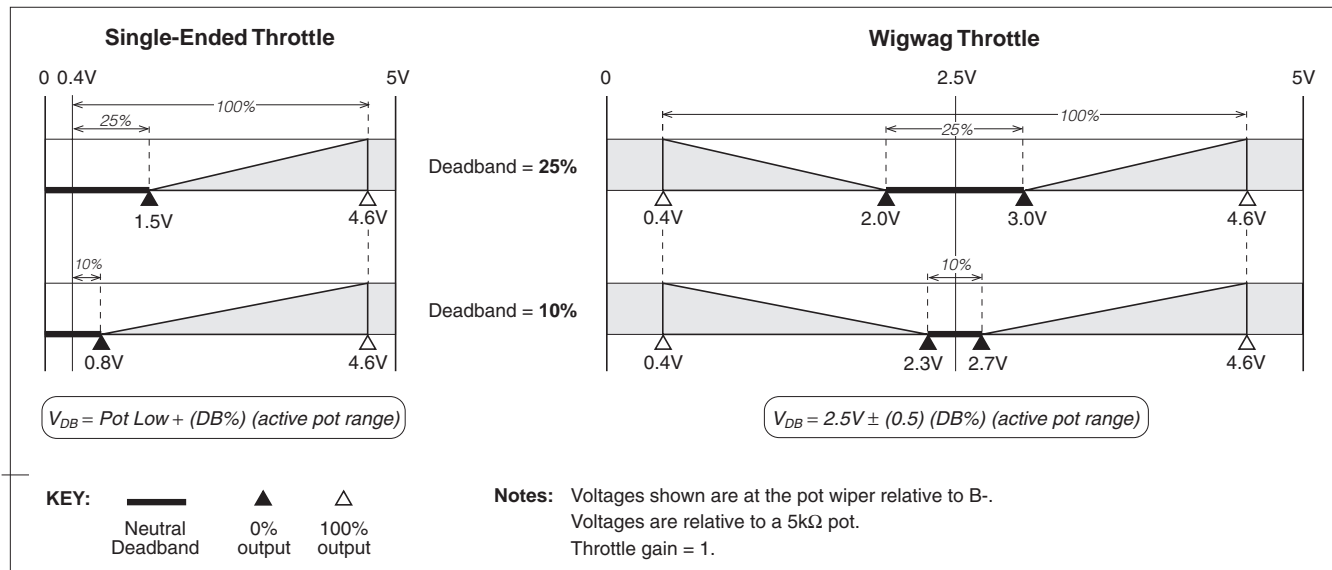 Single-Ended Throttle
Wigwag Throttle
0 0.4V 5V
0 2.5V 5V
100%
25%
100%
25%
Deadband = 25%
1.5V 4.6V
0.4V 2.0V 3.0V 4.6V
10%
10%
Deadband = 10%
0.8V 4.6V
0.4V 2.3V 2.7V 4.6V
VDB = Pot Low + (DB%) (active pot range)
VDB = 2.5V ± (0.5) (DB%) (active pot range)
KEY:
Neutral Deadband
0% output
100% output
Notes: Voltages shown are at the pot wiper relative to B-.
Voltages are relative to a 5kΩ pot.
Throttle gain = 1.